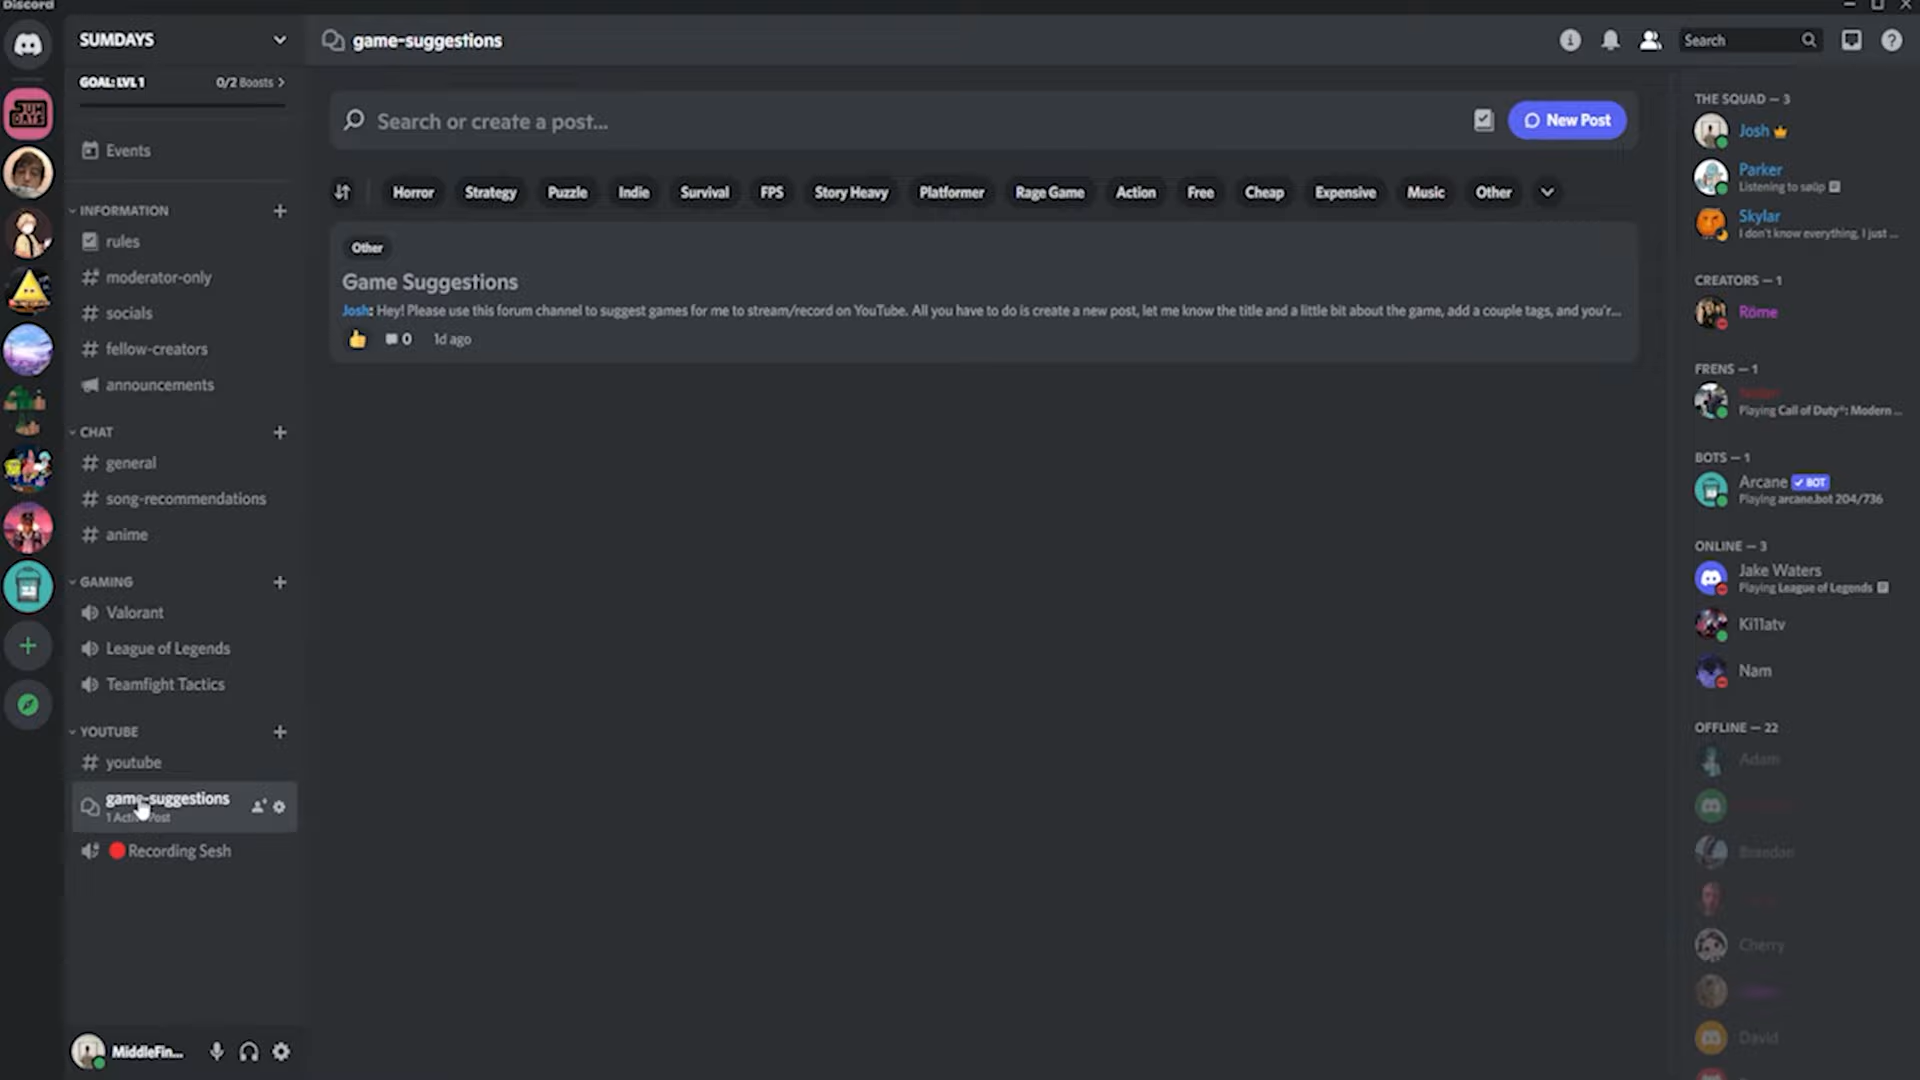 Discord
SUMDAYS
GOAL: LVL 1 0/2 Boosts
Events
INFORMATION
rules
moderator-only
socials
fellow-creators
announcements
CHAT
general
song-recommendations
anime
GAMING
Valorant
League of Legends
Teamfight Tactics
YOUTUBE
youtube
game-suggestions
1 Post
Recording Sesh
MiddleFin...
game-suggestions
Search
Search or create a post...
New Post
Horror Strategy Puzzle Indie Survival FPS Story Heavy Platformer Rage Game Action Free Cheap Expensive Music Other
Other
Game Suggestions
Josh: Hey! Please use this forum channel to suggest games for me to stream/record on YouTube. All you have to do is create a new post, let me know the title and a little bit about the game, add a couple tags, and you'r...
0 1d ago
THE SQUAD — 3
Josh
Parker
Listening to søüp
Skylar
I don't know everything, I just ...
CREATORS — 1
Röme
FRENS — 1
Playing Call of Duty®: Modern ...
BOTS — 1
Arcane BOT
Playing arcane.bot 204/736
ONLINE — 3
Jake Waters
Playing League of Legends
Ki11atv
Nam
OFFLINE — 22
Adam
Brandon
Cherry
David